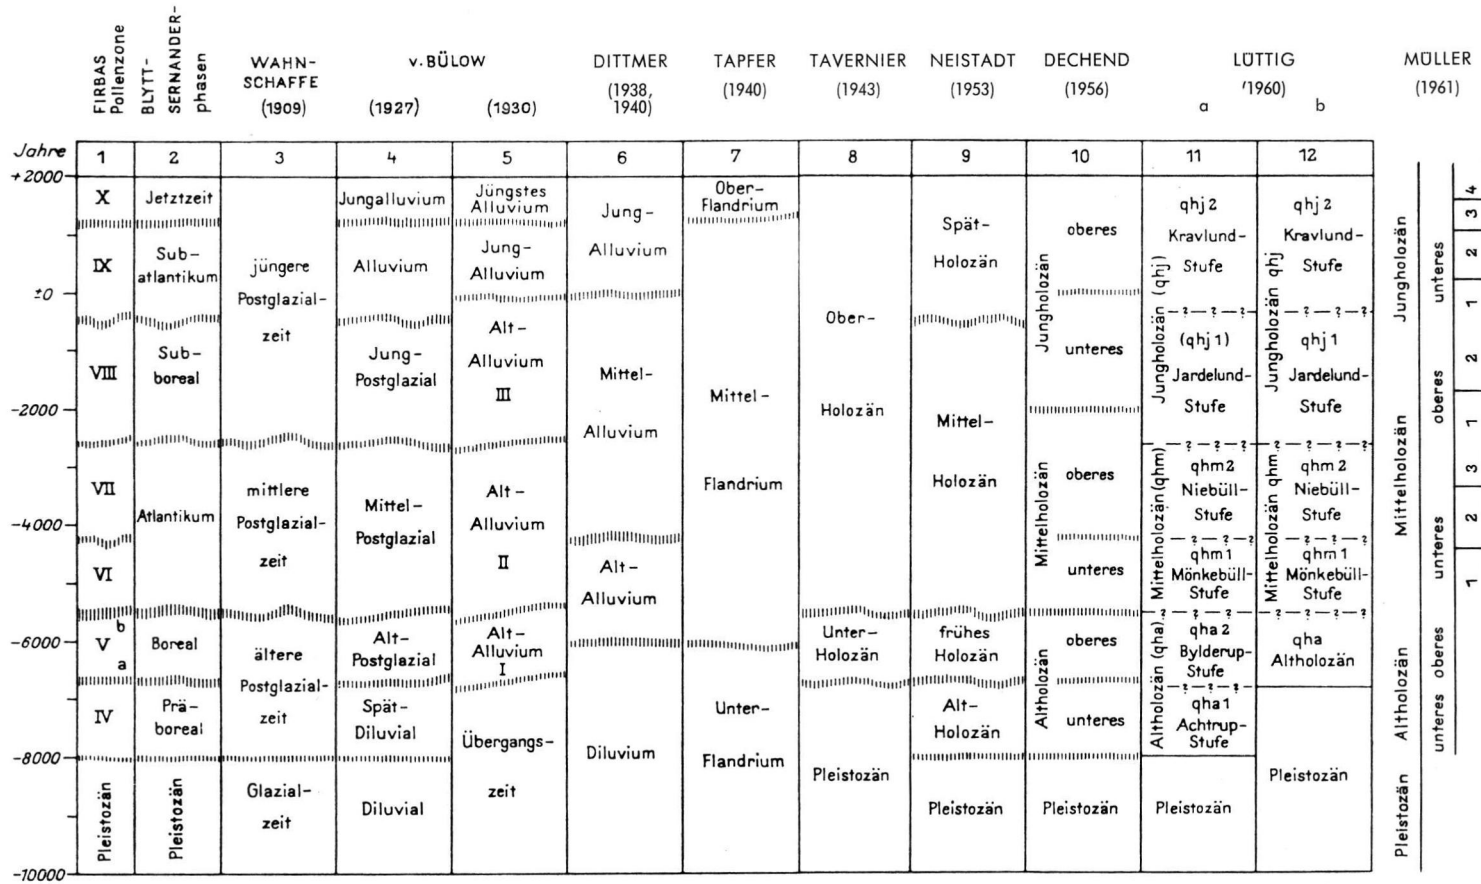 FIRBAS
Pollenzone
BLYTT-
SERNANDER-
phasen
WAHN-
SCHAFFE
(1909)
v. BÜLOW
(1927)
(1930)
DITTMER
(1938,
1940)
TAPFER
(1940)
TAVERNIER
(1943)
NEISTADT
(1953)
DECHEND
(1956)
LÜTTIG
'1960)
a
b
MÜLLER
(1961)
Jahre
1
2
3
4
5
6
7
8
9
10
11
12
+2000
±0
-2000
-4000
-6000
-8000
-10000
X
IX
VIII
VII
VI
V
b
a
IV
Pleistozän
Jetztzeit
Sub-
atlantikum
Sub-
boreal
Atlantikum
Boreal
Prä-
boreal
Pleistozän
jüngere
Postglazial-
zeit
mittlere
Postglazial-
zeit
ältere
Postglazial-
zeit
Glazial-
zeit
Jungalluvium
Alluvium
Jung-
Postglazial
Mittel-
Postglazial
Alt-
Postglazial
Spät-
Diluvial
Diluvial
Jüngstes
Alluvium
Jung-
Alluvium
Alt-
Alluvium
III
Alt-
Alluvium
II
Alt-
Alluvium
I
Übergangs-
zeit
Jung-
Alluvium
Mittel-
Alluvium
Alt-
Alluvium
Diluvium
Ober-
Flandrium
Mittel-
Flandrium
Unter-
Flandrium
Ober-
Holozän
Unter-
Holozän
Pleistozän
Spät-
Holozän
Mittel-
Holozän
frühes
Holozän
Alt-
Holozän
Pleistozän
Jungholozän
oberes
unteres
Mittelholozän
oberes
unteres
Altholozän
oberes
unteres
Pleistozän
Jungholozän (qhj)
qhj 2
Kravlund-
Stufe
? — ? — ?
(qhj 1)
Jardelund-
Stufe
? — ? — ?
Mittelholozän (qhm)
qhm 2
Niebüll-
Stufe
? — ? — ?
qhm 1
Mönkebüll-
Stufe
? — ? — ?
Altholozän (qha)
qha 2
Bylderup-
Stufe
? — ? — ?
qha 1
Achtrup-
Stufe
Pleistozän
Jungholozän qhj
qhj 2
Kravlund-
Stufe
? — ? — ?
qhj 1
Jardelund-
Stufe
? — ? — ?
Mittelholozän qhm
qhm 2
Niebüll-
Stufe
? — ? — ?
qhm 1
Mönkebüll-
Stufe
? — ? — ?
qha
Altholozän
Pleistozän
Jungholozän
unteres
4
3
2
1
Mittelholozän
oberes
2
1
unteres
3
2
1
Altholozän
oberes
unteres
Pleistozän